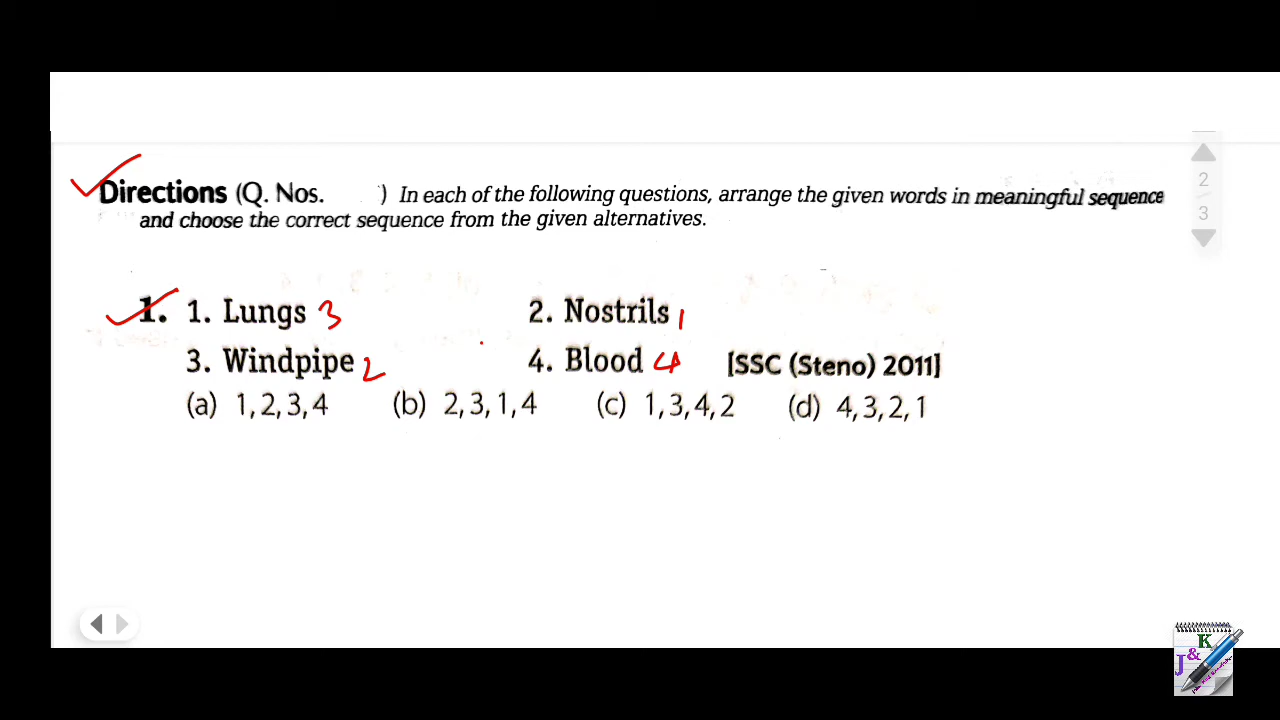 Directions (Q. Nos. ) In each of the following questions, arrange the given words in meaningful sequence
and choose the correct sequence from the given alternatives.
1. 1. Lungs 3 2. Nostrils 1
3. Windpipe 2 4. Blood 4 [SSC (Steno) 2011]
(a) 1, 2, 3, 4 (b) 2, 3, 1, 4 (c) 1, 3, 4, 2 (d) 4, 3, 2, 1
2
3
J&K